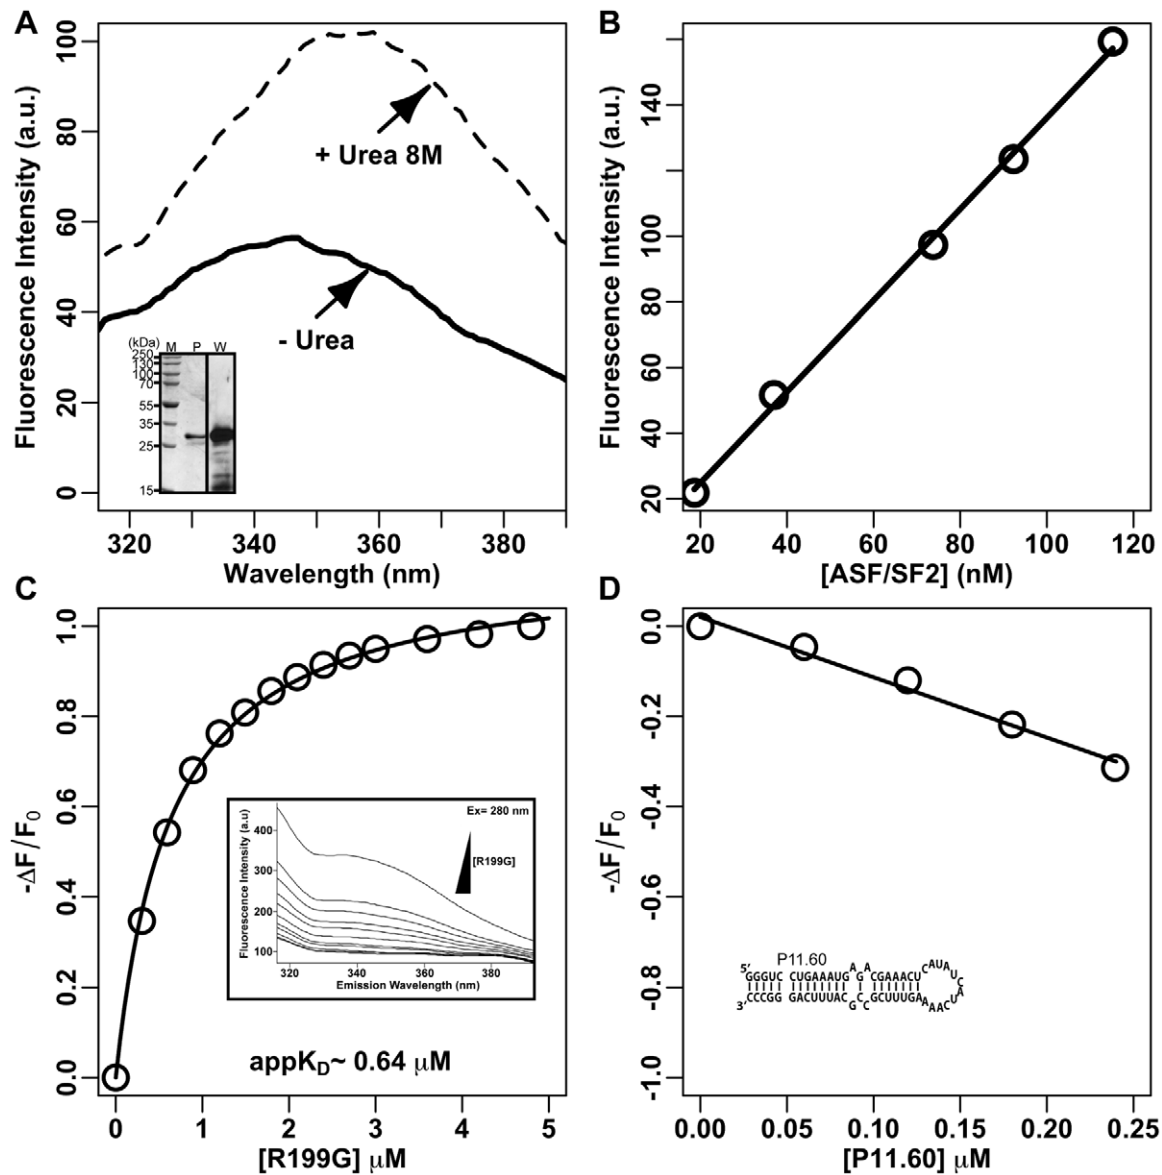 A
Fluorescence Intensity (a.u.)
100
80
60
40
20
0
+ Urea 8M
- Urea
(kDa) M P W
250
130
100
70
55
35
25
15
320 340 360 380
Wavelength (nm)
B
Fluorescence Intensity (a.u.)
140
100
80
60
40
20
20 40 60 80 100 120
[ASF/SF2] (nM)
C
-ΔF/F0
1.0
0.8
0.6
0.4
0.2
0.0
Ex= 280 nm
[R199G]
Fluorescence Intensity (a.u)
400
300
200
100
320 340 360 380
Emission Wavelength (nm)
appKD~ 0.64 μM
0 1 2 3 4 5
[R199G] μM
D
-ΔF/F0
0.0
-0.2
-0.4
-0.6
-0.8
-1.0
P11.60
5'GGGUC CUGAAAUGAGACGAAACUCAUAUCA
3'CCCGG GACUUUACGCCGCUUUGAAAACU
0.00 0.05 0.10 0.15 0.20 0.25
[P11.60] μM